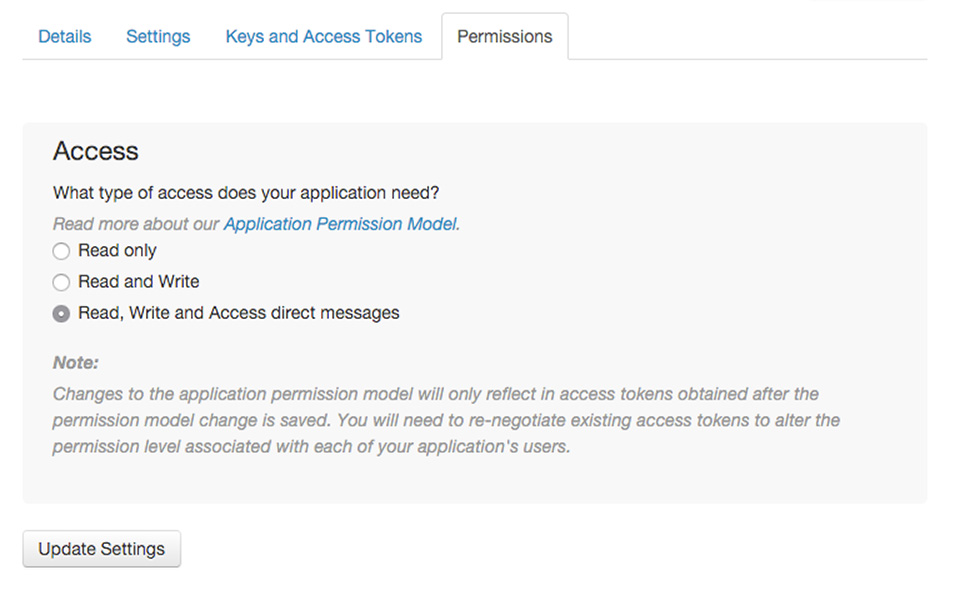 Details Settings Keys and Access Tokens Permissions
Access
What type of access does your application need?
Read more about our Application Permission Model.
Read only
Read and Write
Read, Write and Access direct messages
Note:
Changes to the application permission model will only reflect in access tokens obtained after the
permission model change is saved. You will need to re-negotiate existing access tokens to alter the
permission level associated with each of your application's users.
Update Settings